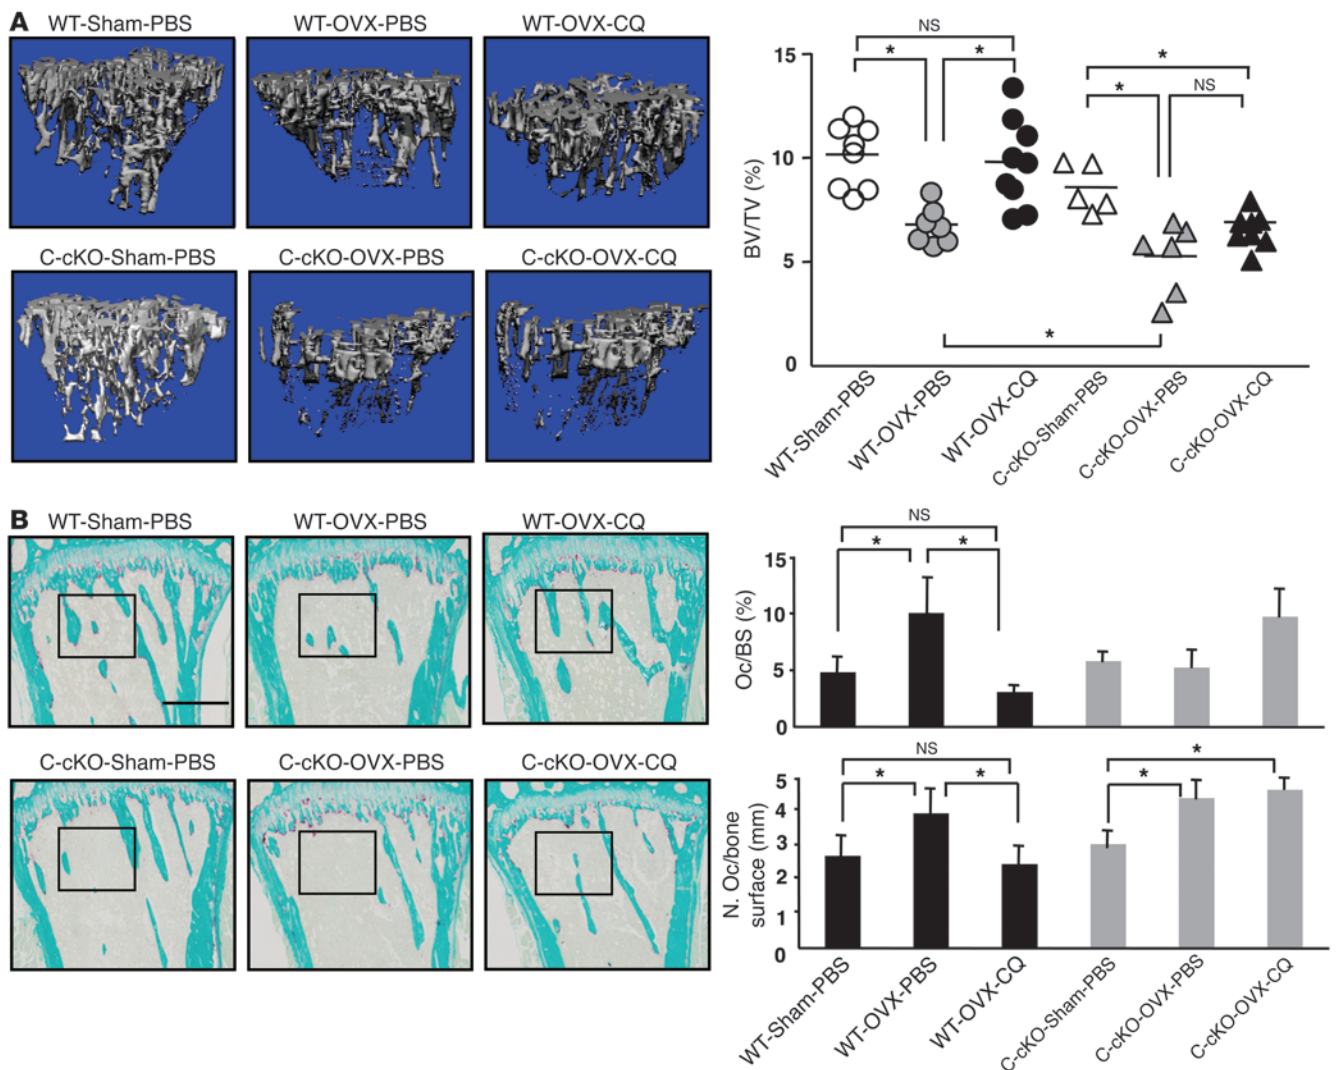 A
WT-Sham-PBS
WT-OVX-PBS
WT-OVX-CQ
C-cKO-Sham-PBS
C-cKO-OVX-PBS
C-cKO-OVX-CQ
NS
*
*
*
*
NS
15
10
5
0
BV/TV (%)
*
WT-Sham-PBS
WT-OVX-PBS
WT-OVX-CQ
C-cKO-Sham-PBS
C-cKO-OVX-PBS
C-cKO-OVX-CQ
B
WT-Sham-PBS
WT-OVX-PBS
WT-OVX-CQ
C-cKO-Sham-PBS
C-cKO-OVX-PBS
C-cKO-OVX-CQ
NS
*
*
15
10
5
0
Oc/BS (%)
NS
*
*
*
*
5
4
3
2
1
0
N. Oc/bone
surface (mm)
WT-Sham-PBS
WT-OVX-PBS
WT-OVX-CQ
C-cKO-Sham-PBS
C-cKO-OVX-PBS
C-cKO-OVX-CQ